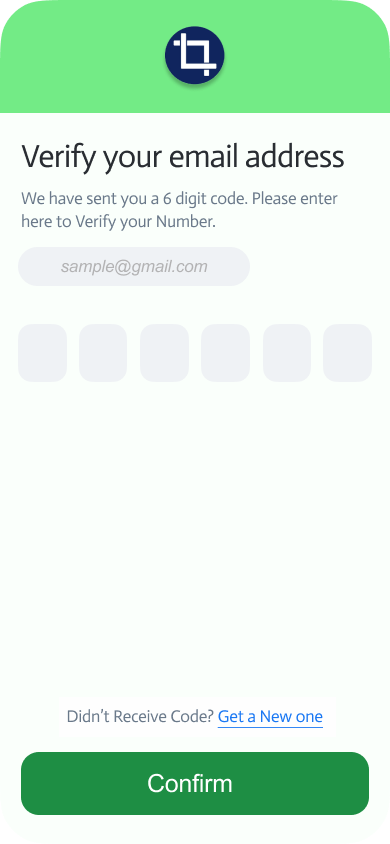 Verify your email address
We have sent you a 6 digit code. Please enter
here to Verify your Number.
sample@gmail.com
Didn’t Receive Code? Get a New one
Confirm